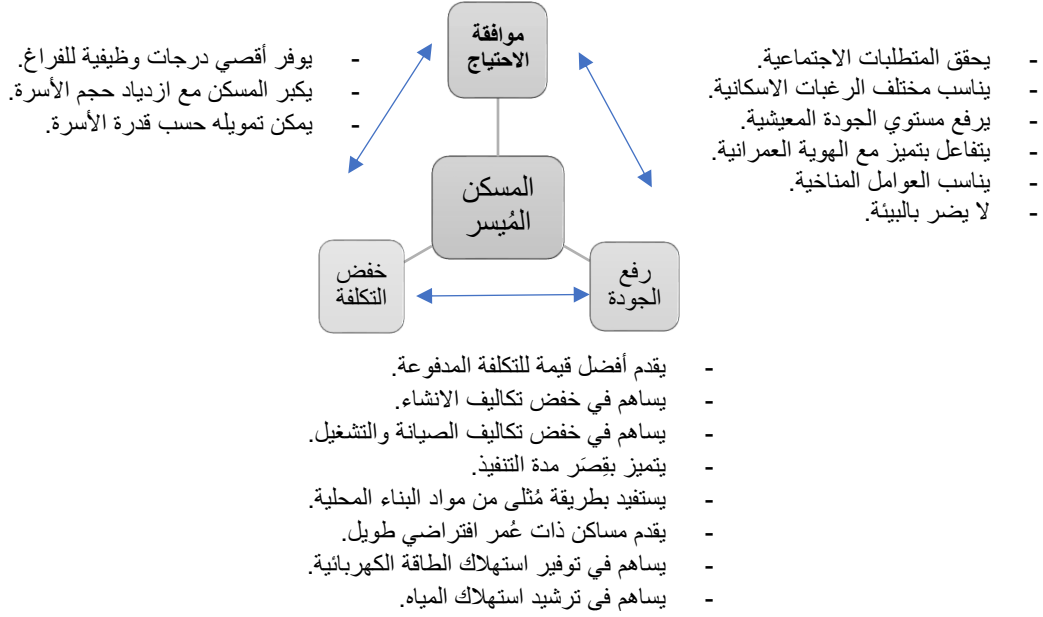 موافقة
الاحتياج
- يحقق المتطلبات الاجتماعية.
- يناسب مختلف الرغبات الاسكانية.
- يرفع مستوي الجودة المعيشية.
- يتفاعل بتميز مع الهوية العمرانية.
- يناسب العوامل المناخية.
- لا يضر بالبيئة.
- يوفر أقصي درجات وظيفية للفراغ.
- يكبر المسكن مع ازدياد حجم الأسرة.
- يمكن تمويله حسب قدرة الأسرة.
المسكن
المُيسر
رفع
الجودة
خفض
التكلفة
- يقدم أفضل قيمة للتكلفة المدفوعة.
- يساهم في خفض تكاليف الانشاء.
- يساهم في خفض تكاليف الصيانة والتشغيل.
- يتميز بقِصَر مدة التنفيذ.
- يستفيد بطريقة مُثلى من مواد البناء المحلية.
- يقدم مساكن ذات عُمر افتراضي طويل.
- يساهم في توفير استهلاك الطاقة الكهربائية.
- يساهم في ترشيد استهلاك المياه.